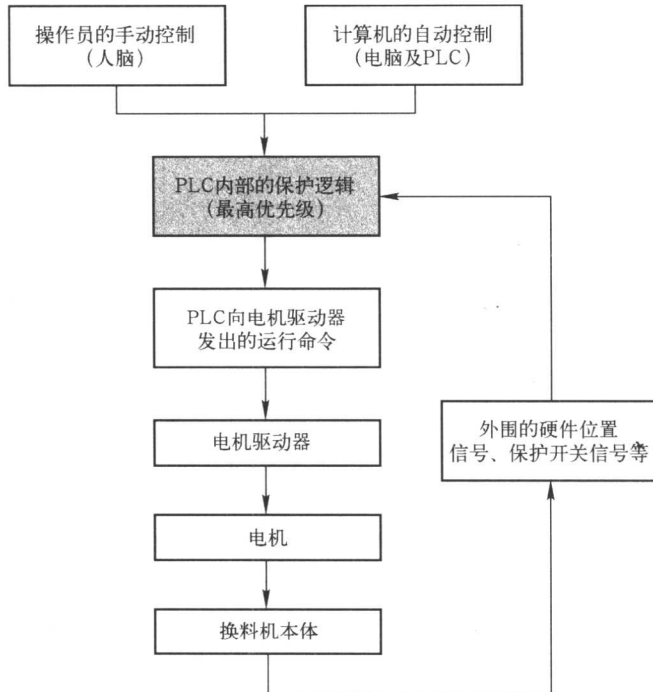 操作员的手动控制
（人脑）
计算机的自动控制
（电脑及PLC）
PLC内部的保护逻辑
（最高优先级）
PLC向电机驱动器
发出的运行命令
电机驱动器
外围的硬件位置
信号、保护开关信号等
电机
换料机本体